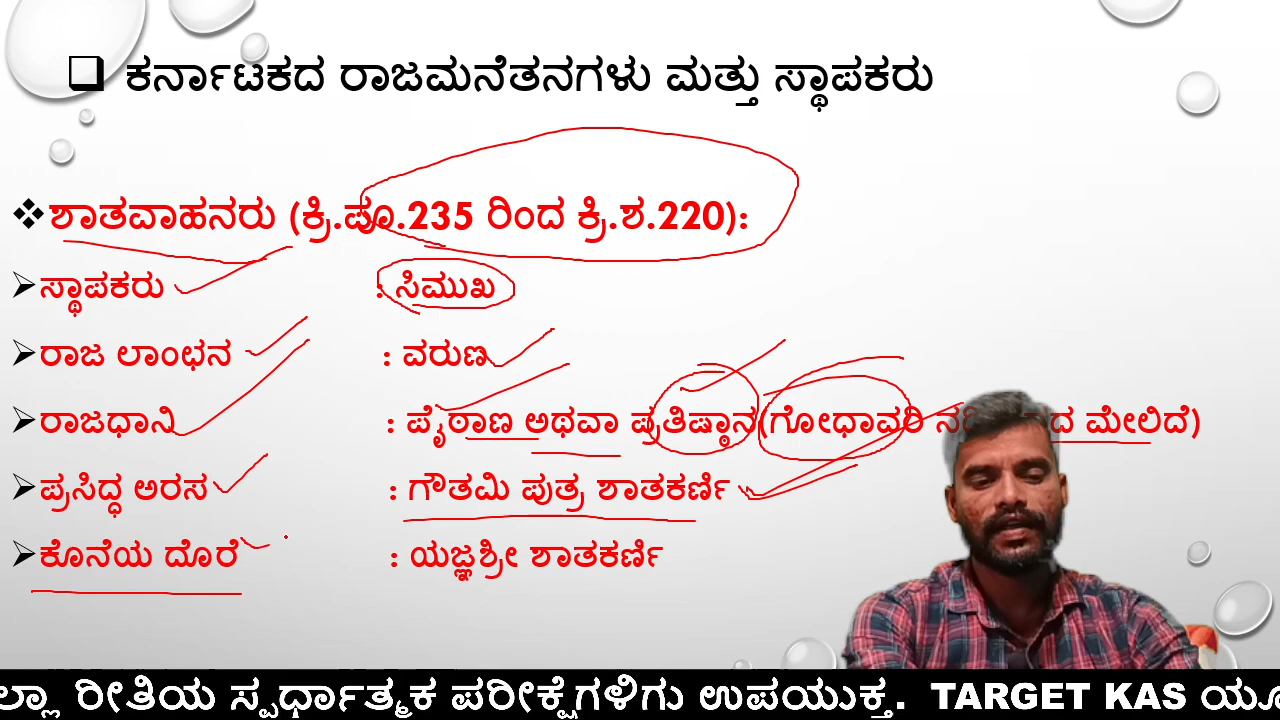 ಕರ್ನಾಟಕದ ರಾಜಮನೆತನಗಳು ಮತ್ತು ಸ್ಥಾಪಕರು
ಶಾತವಾಹನರು (ಕ್ರಿ.ಪೂ.235 ರಿಂದ ಕ್ರಿ.ಶ.220):
ಸ್ಥಾಪಕರು : ಸಿಮುಖ
ರಾಜ ಲಾಂಛನ : ವರುಣ
ರಾಜಧಾನಿ : ಪೈಠಾಣ ಅಥವಾ ಪ್ರತಿಷ್ಠಾನ(ಗೋಧಾವರಿ ಮೇಲಿದೆ)
ಪ್ರಸಿದ್ಧ ಅರಸ : ಗೌತಮಿ ಪುತ್ರ ಶಾತಕರ್ಣಿ
ಕೊನೆಯ ದೊರೆ : ಯಜ್ಞಶ್ರೀ ಶಾತಕರ್ಣಿ
ರೀತಿಯ ಸ್ಪರ್ಧಾತ್ಮಕ ಪರೀಕ್ಷೆಗಳಿಗು ಉಪಯುಕ್ತ. TARGET KAS